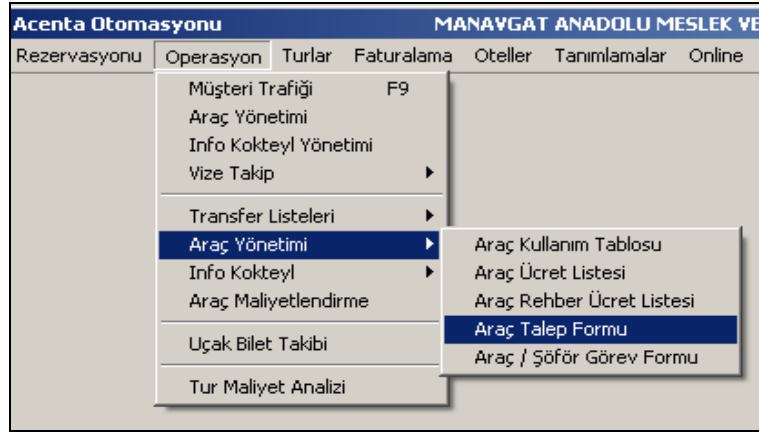 Acenta Otomasyonu MANAVGAT ANADOLU MESLEK VE
Rezervasyonu Operasyon Turlar Faturalama Oteller Tanımlamalar Online
Müşteri Trafiği F9
Araç Yönetimi
Info Kokteyl Yönetimi
Vize Takip
Transfer Listeleri
Araç Yönetimi
Info Kokteyl
Araç Maliyetlendirme
Uçak Bilet Takibi
Tur Maliyet Analizi
Araç Kullanım Tablosu
Araç Ücret Listesi
Araç Rehber Ücret Listesi
Araç Talep Formu
Araç / Şöför Görev Formu